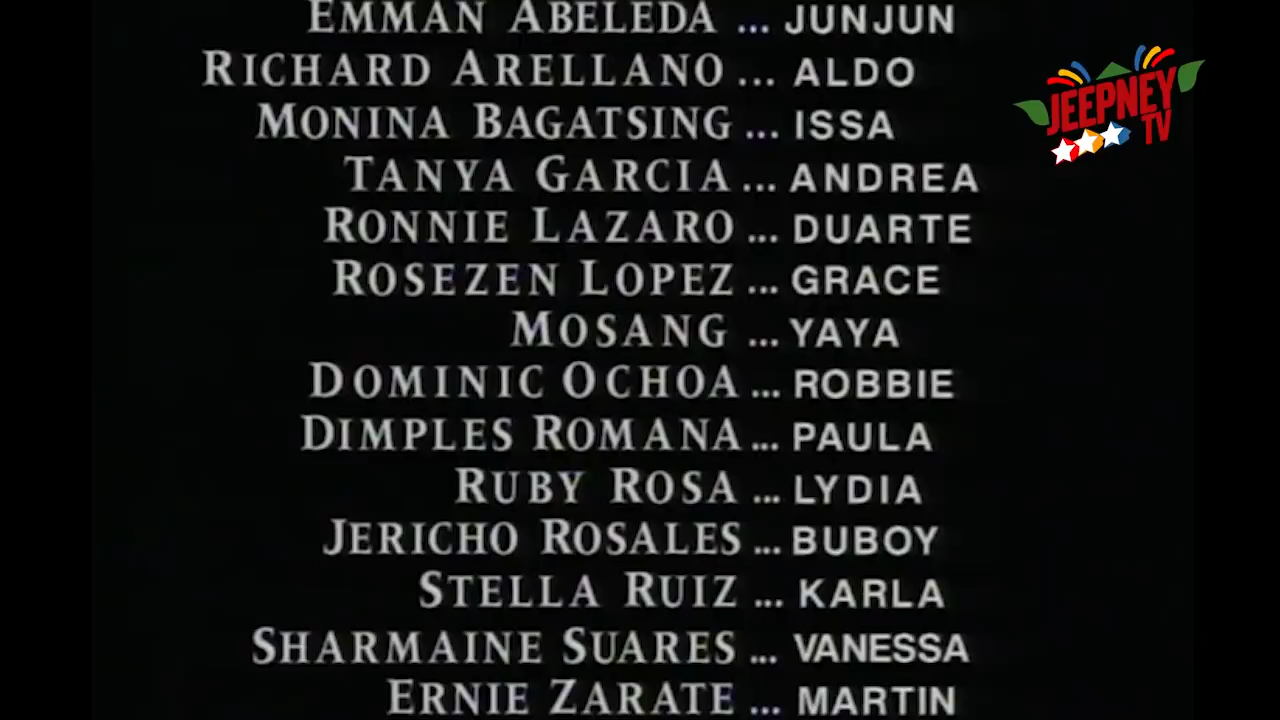 EMMAN ABELEDA ... JUNJUN
RICHARD ARELLANO ... ALDO
MONINA BAGATSING ... ISSA
TANYA GARCIA ... ANDREA
RONNIE LAZARO ... DUARTE
ROSEZEN LOPEZ ... GRACE
MOSANG ... YAYA
DOMINIC OCHOA ... ROBBIE
DIMPLES ROMANA ... PAULA
RUBY ROSA ... LYDIA
JERICHO ROSALES ... BUBOY
STELLA RUIZ ... KARLA
SHARMAINE SUARES ... VANESSA
ERNIE ZARATE ... MARTIN
JEEPNEY
TV